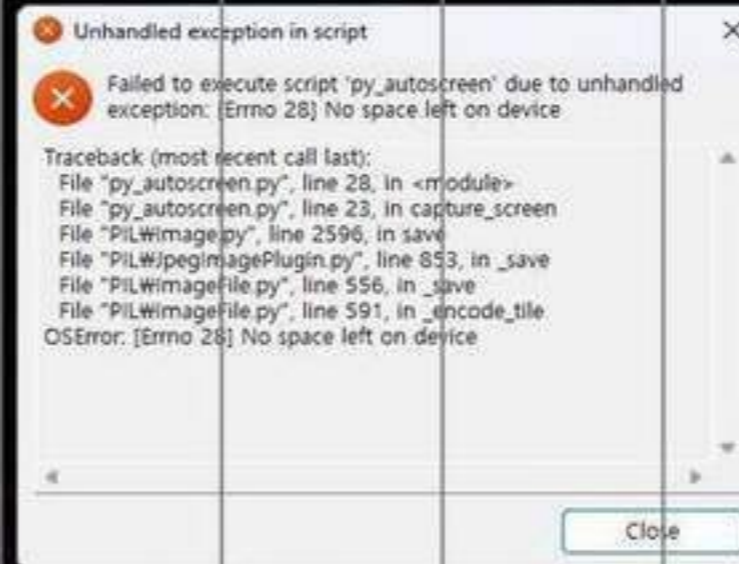 Unhandled exception in script
Failed to execute script 'py_autoscreen' due to unhandled
exception: [Errno 28] No space left on device
Traceback (most recent call last):
File "py_autoscreen.py", line 28, in <module>
File "py_autoscreen.py", line 23, in capture_screen
File "PIL₩Image.py", line 2596, in save
File "PIL₩JpegImagePlugin.py", line 853, in _save
File "PIL₩ImageFile.py", line 556, in _save
File "PIL₩ImageFile.py", line 591, in _encode_tile
OSError: [Errno 28] No space left on device
Close